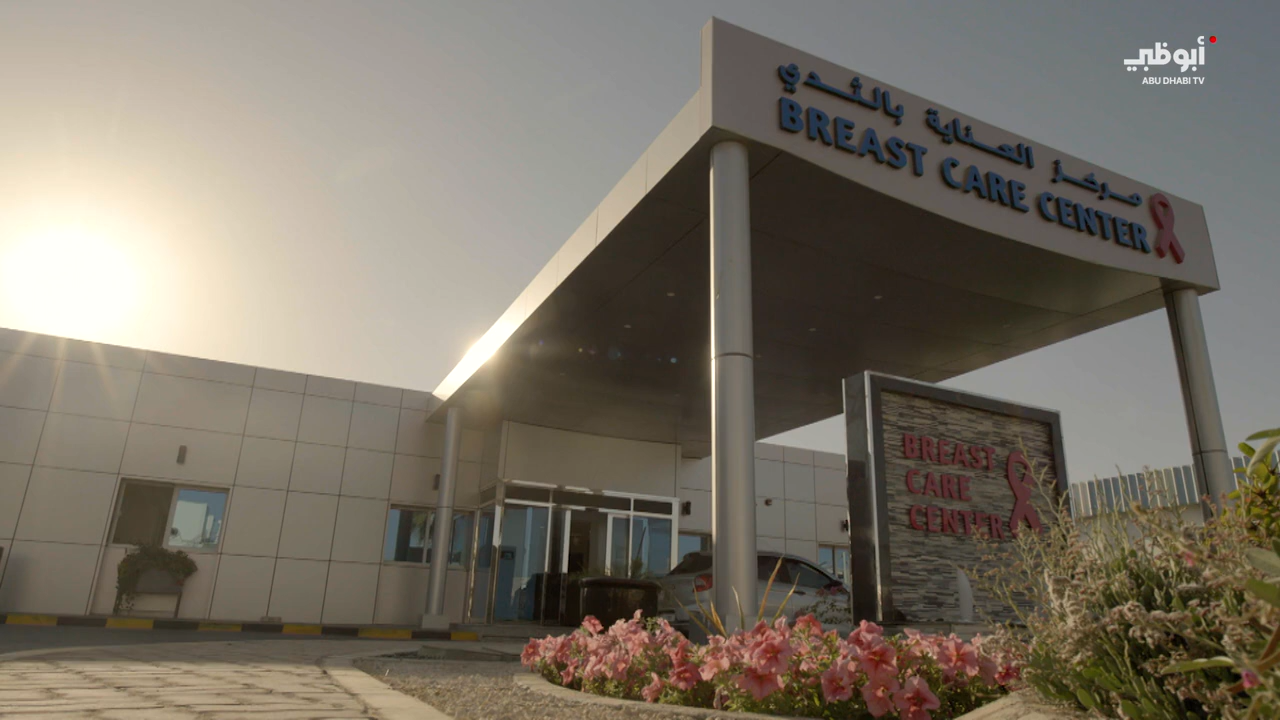 أبوظبي
ABU DHABI TV
مركز العناية بالثدي
BREAST CARE CENTER
BREAST
CARE
CENTER